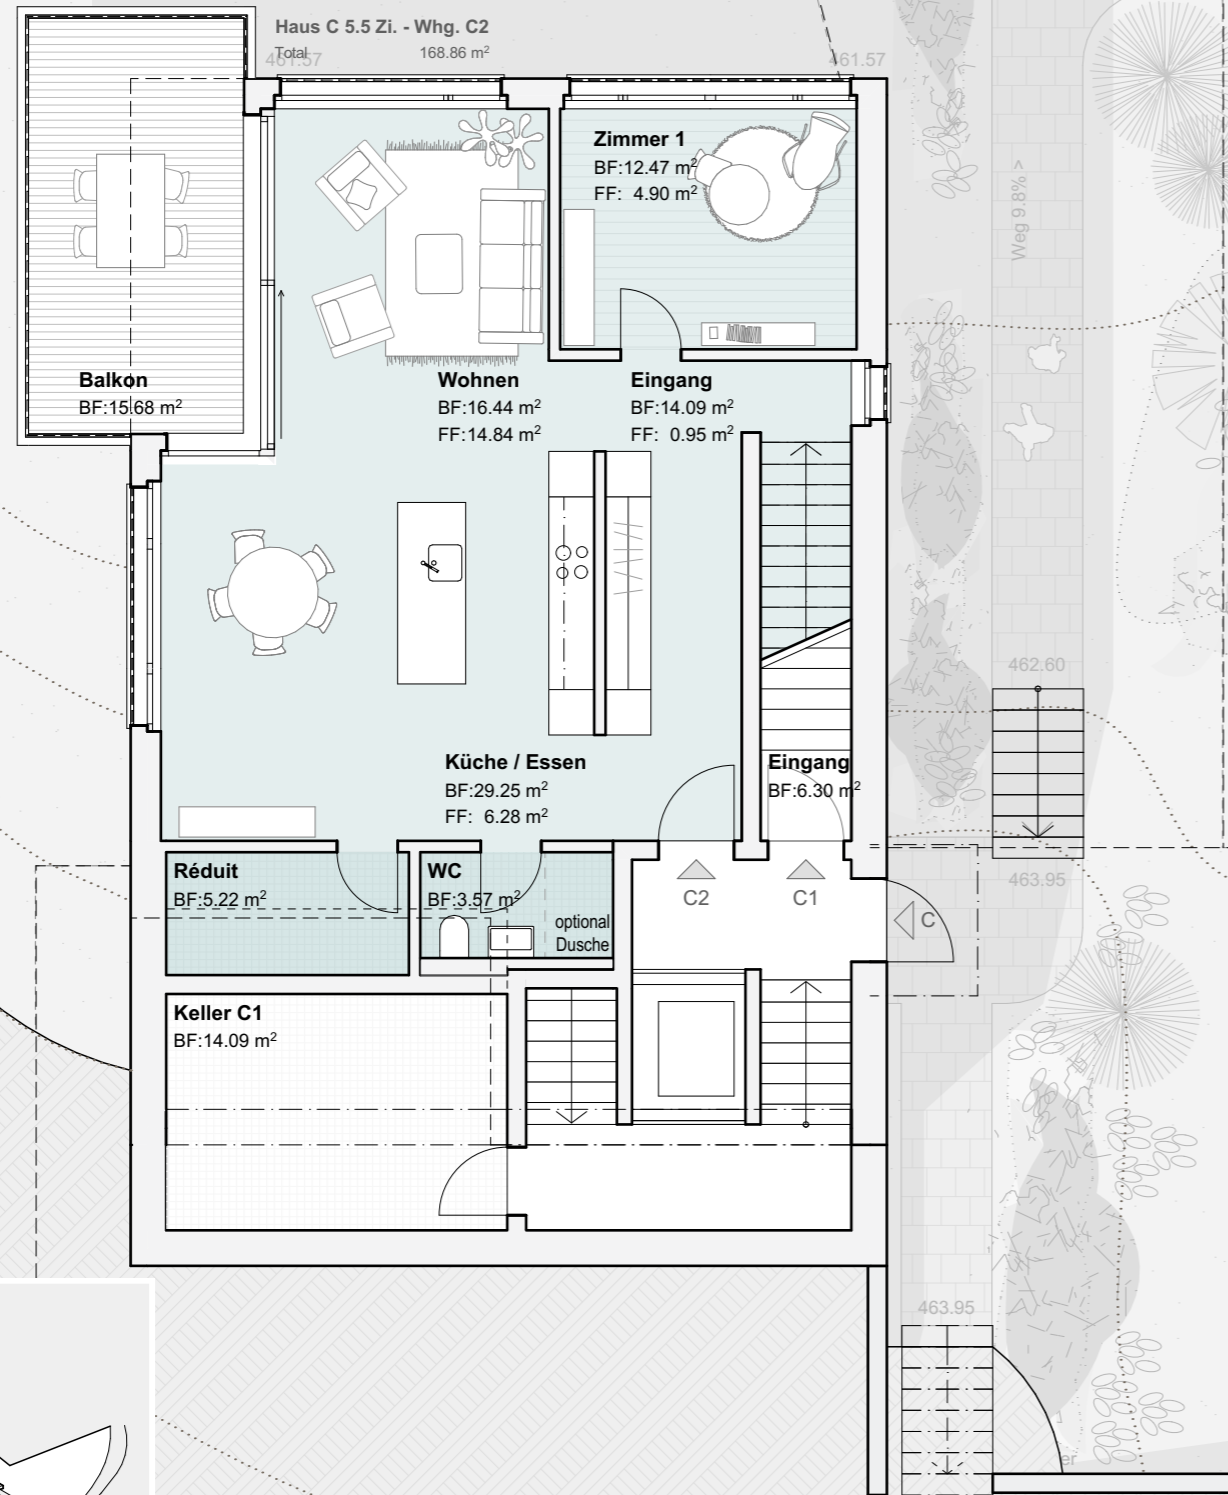 Haus C 5.5 Zi. - Whg. C2
Total 168.86 m²
461.57
461.57
Zimmer 1
BF:12.47 m²
FF: 4.90 m²
Weg 9.8% >
Balkon
BF:15.68 m²
Wohnen
BF:16.44 m²
FF:14.84 m²
Eingang
BF:14.09 m²
FF: 0.95 m²
462.60
Küche / Essen
BF:29.25 m²
FF: 6.28 m²
Eingang
BF:6.30 m²
Réduit
BF:5.22 m²
WC
BF:3.57 m²
optional
Dusche
C2
C1
C
463.95
Keller C1
BF:14.09 m²
463.95
er